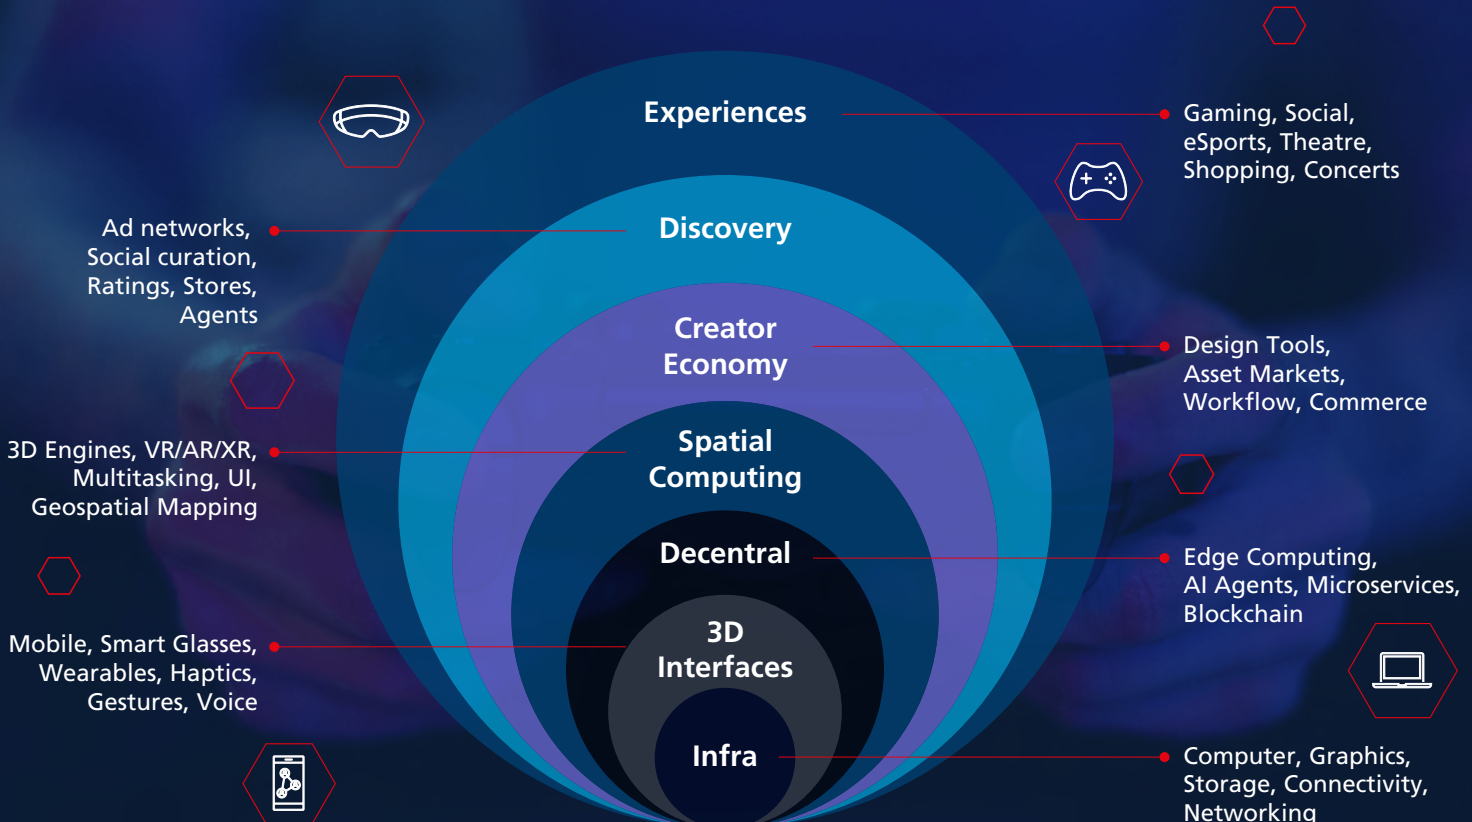 Experiences
Gaming, Social,
eSports, Theatre,
Shopping, Concerts
Discovery
Ad networks,
Social curation,
Ratings, Stores,
Agents
Creator
Economy
Design Tools,
Asset Markets,
Workflow, Commerce
Spatial
Computing
3D Engines, VR/AR/XR,
Multitasking, UI,
Geospatial Mapping
Decentral
Edge Computing,
AI Agents, Microservices,
Blockchain
3D
Interfaces
Mobile, Smart Glasses,
Wearables, Haptics,
Gestures, Voice
Infra
Computer, Graphics,
Storage, Connectivity,
Networking